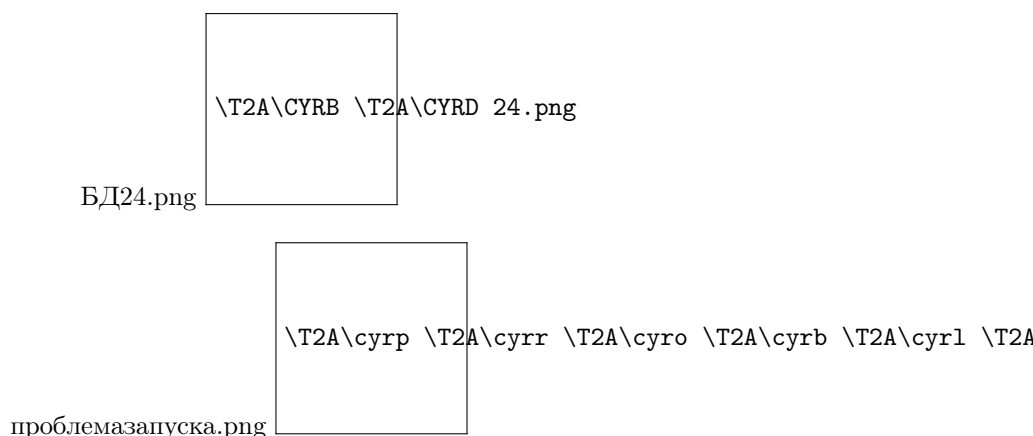 \T2A\CYRB \T2A\CYRD 24.png
БД24.png
\T2A\cyrp \T2A\cyrr \T2A\cyro \T2A\cyrb \T2A\cyrl \T2A
проблемазапуска.png